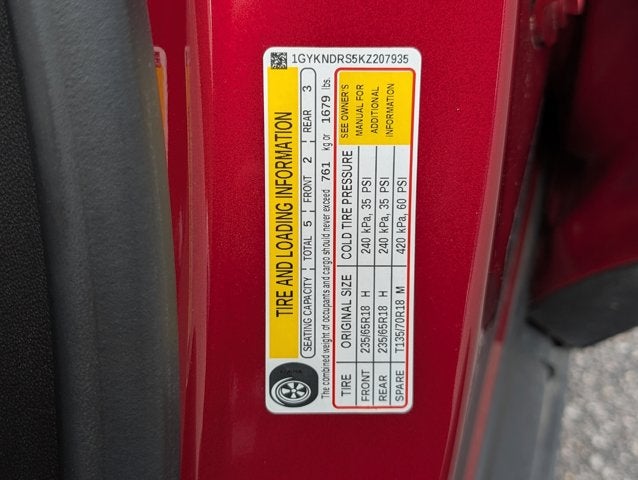 1GYKNDRS5KZ207935
TIRE AND LOADING INFORMATION
SEATING CAPACITY TOTAL 5 FRONT 2 REAR 3
The combined weight of occupants and cargo should never exceed 761 kg or 1679 lbs.
TIRE ORIGINAL SIZE COLD TIRE PRESSURE
FRONT 235/65R18 H 240 kPa, 35 PSI
REAR 235/65R18 H 240 kPa, 35 PSI
SPARE T135/70R18 M 420 kPa, 60 PSI
SEE OWNER'S
MANUAL FOR
ADDITIONAL
INFORMATION